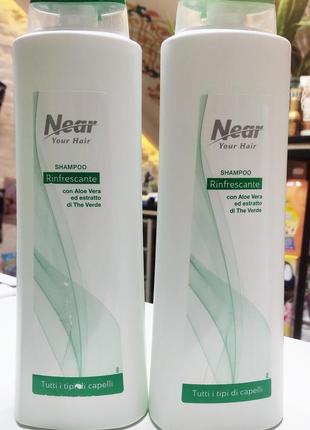 Near
Your Hair
SHAMPOO
Rinfrescante
con Aloe Vera
ed estratto
di The Verde
Tutti i tipi di capelli
Near
Your Hair
SHAMPOO
Rinfrescante
con Aloe Vera
ed estratto
di The Verde
Tutti i tipi di capelli